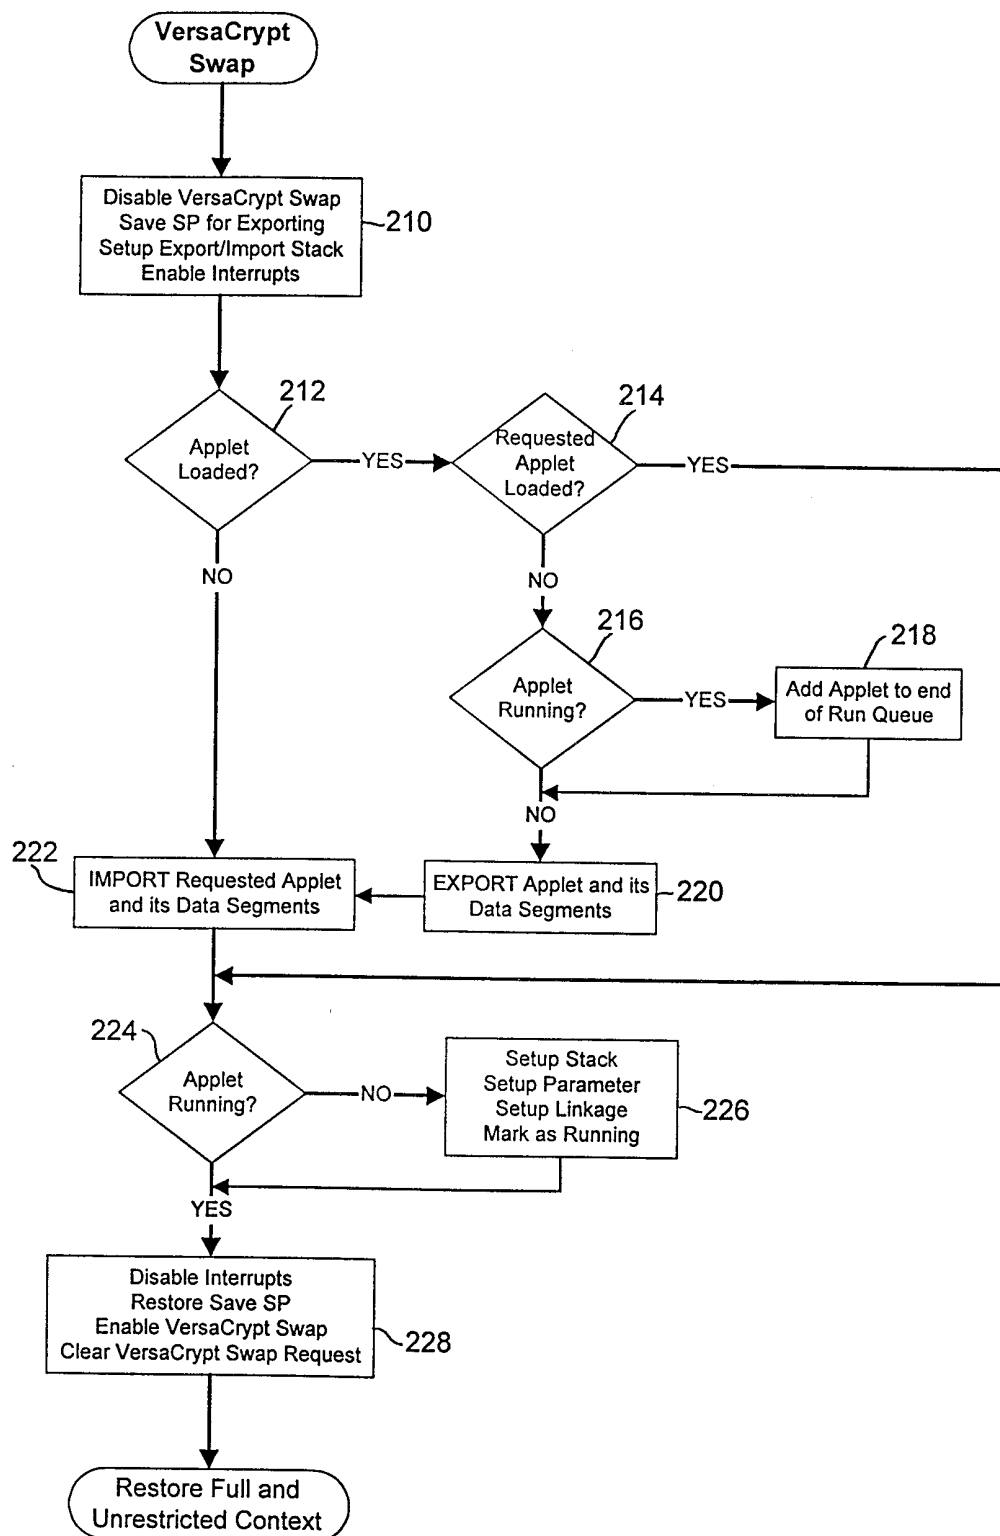 VersaCrypt
Swap
Disable VersaCrypt Swap
Save SP for Exporting
Setup Export/Import Stack
Enable Interrupts
210
212
Applet
Loaded?
YES
214
Requested
Applet
Loaded?
YES
NO
NO
216
Applet
Running?
YES
218
Add Applet to end
of Run Queue
NO
222
IMPORT Requested Applet
and its Data Segments
EXPORT Applet and its
Data Segments
220
224
Applet
Running?
NO
Setup Stack
Setup Parameter
Setup Linkage
Mark as Running
226
YES
Disable Interrupts
Restore Save SP
Enable VersaCrypt Swap
Clear VersaCrypt Swap Request
228
Restore Full and
Unrestricted Context